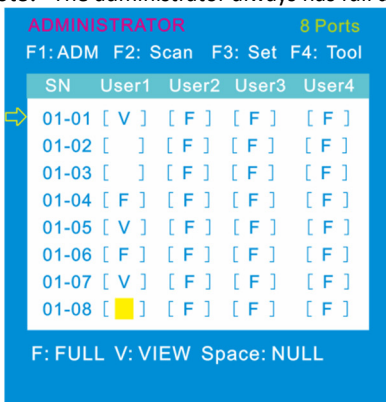 ADMINISTRATOR 8 Ports
F1: ADM F2: Scan F3: Set F4: Tool
SN User1 User2 User3 User4
01-01 [ V ] [ F ] [ F ] [ F ]
01-02 [ ] [ F ] [ F ] [ F ]
01-03 [ ] [ F ] [ F ] [ F ]
01-04 [ F ] [ F ] [ F ] [ F ]
01-05 [ V ] [ F ] [ F ] [ F ]
01-06 [ F ] [ F ] [ F ] [ F ]
01-07 [ V ] [ F ] [ F ] [ F ]
01-08 [ ] [ F ] [ F ] [ F ]
F: FULL V: VIEW Space: NULL